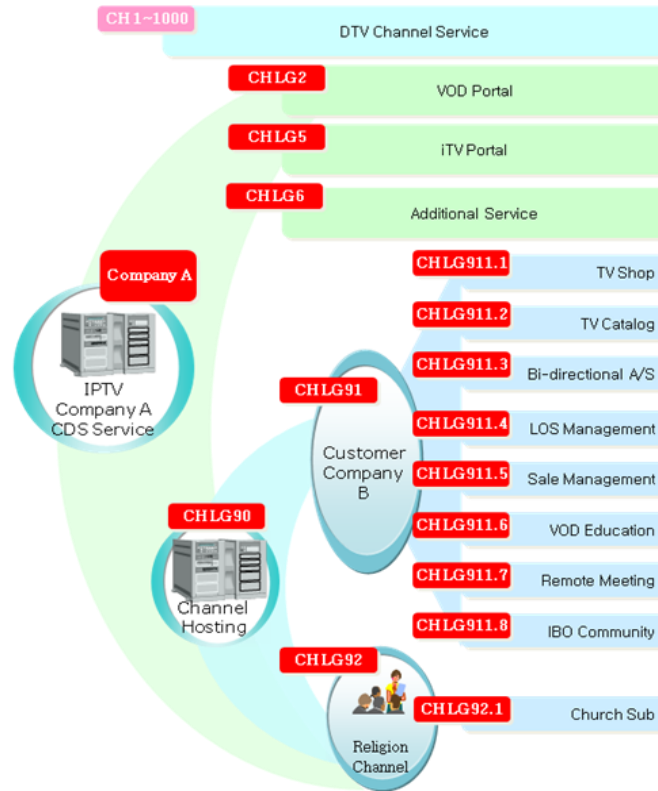 CH1~1000
DTV Channel Service
CHLG2
VOD Portal
CHLG5
iTV Portal
CHLG6
Additional Service
Company A
IPTV
Company A
CDS Service
CHLG90
Channel
Hosting
CHLG91
Customer
Company
B
CHLG911.1
TV Shop
CHLG911.2
TV Catalog
CHLG911.3
Bi-directional A/S
CHLG911.4
LOS Management
CHLG911.5
Sale Management
CHLG911.6
VOD Education
CHLG911.7
Remote Meeting
CHLG911.8
IBO Community
CHLG92
Religion
Channel
CHLG92.1
Church Sub